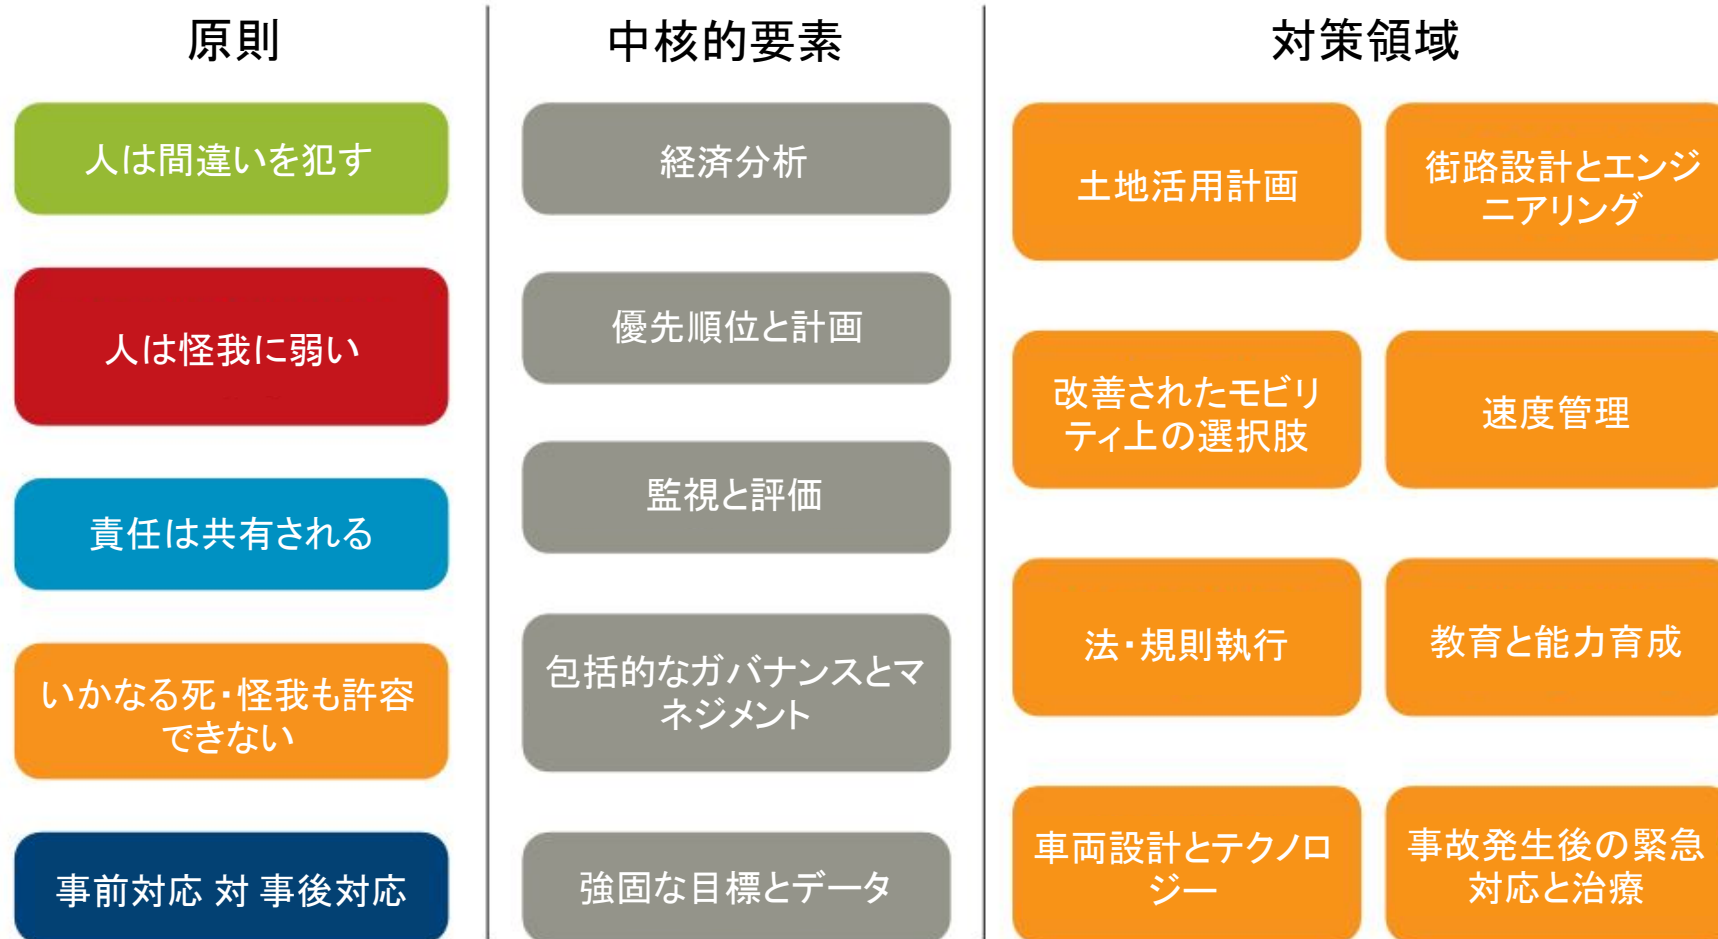 原則
人は間違いを犯す
人は怪我に弱い
責任は共有される
いかなる死・怪我も許容
できない
事前対応 対 事後対応
中核的要素
経済分析
優先順位と計画
監視と評価
包括的なガバナンスとマ
ネジメント
強固な目標とデータ
対策領域
土地活用計画
街路設計とエンジ
ニアリング
改善されたモビリ
ティ上の選択肢
速度管理
法・規則執行
教育と能力育成
車両設計とテクノロ
ジー
事故発生後の緊急
対応と治療